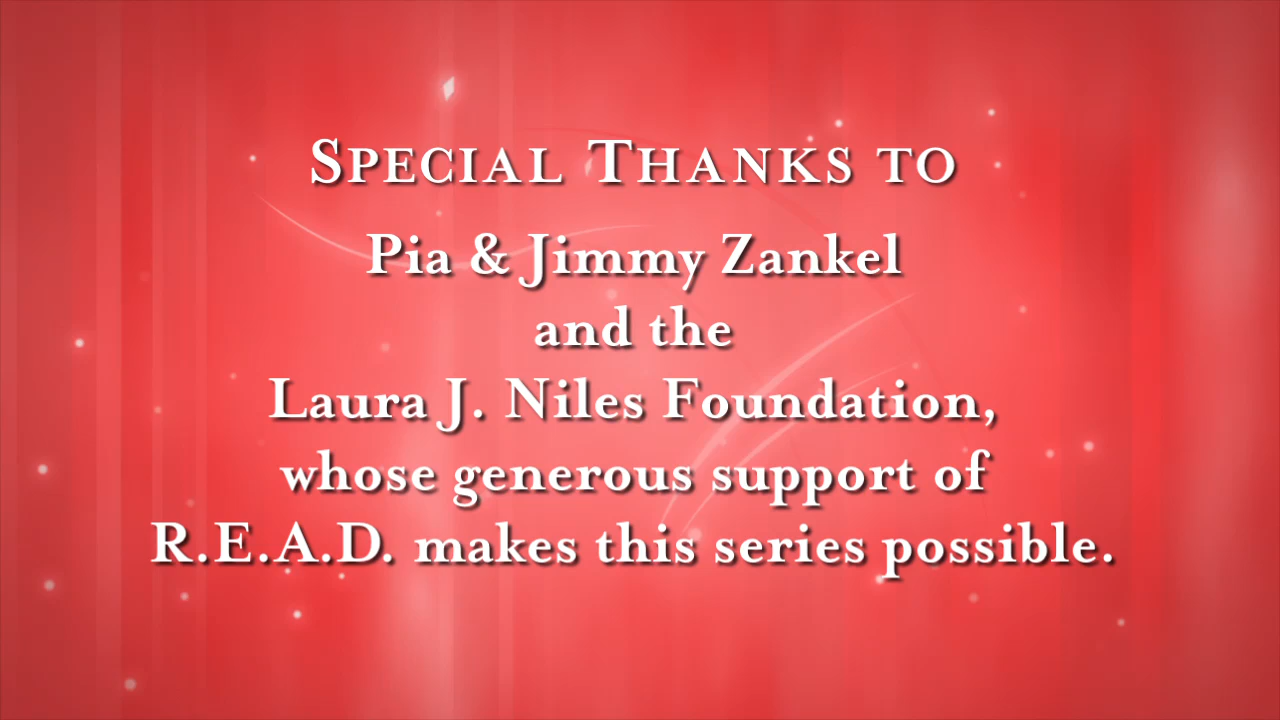 Special Thanks to
Pia & Jimmy Zankel
and the
Laura J. Niles Foundation,
whose generous support of
R.E.A.D. makes this series possible.